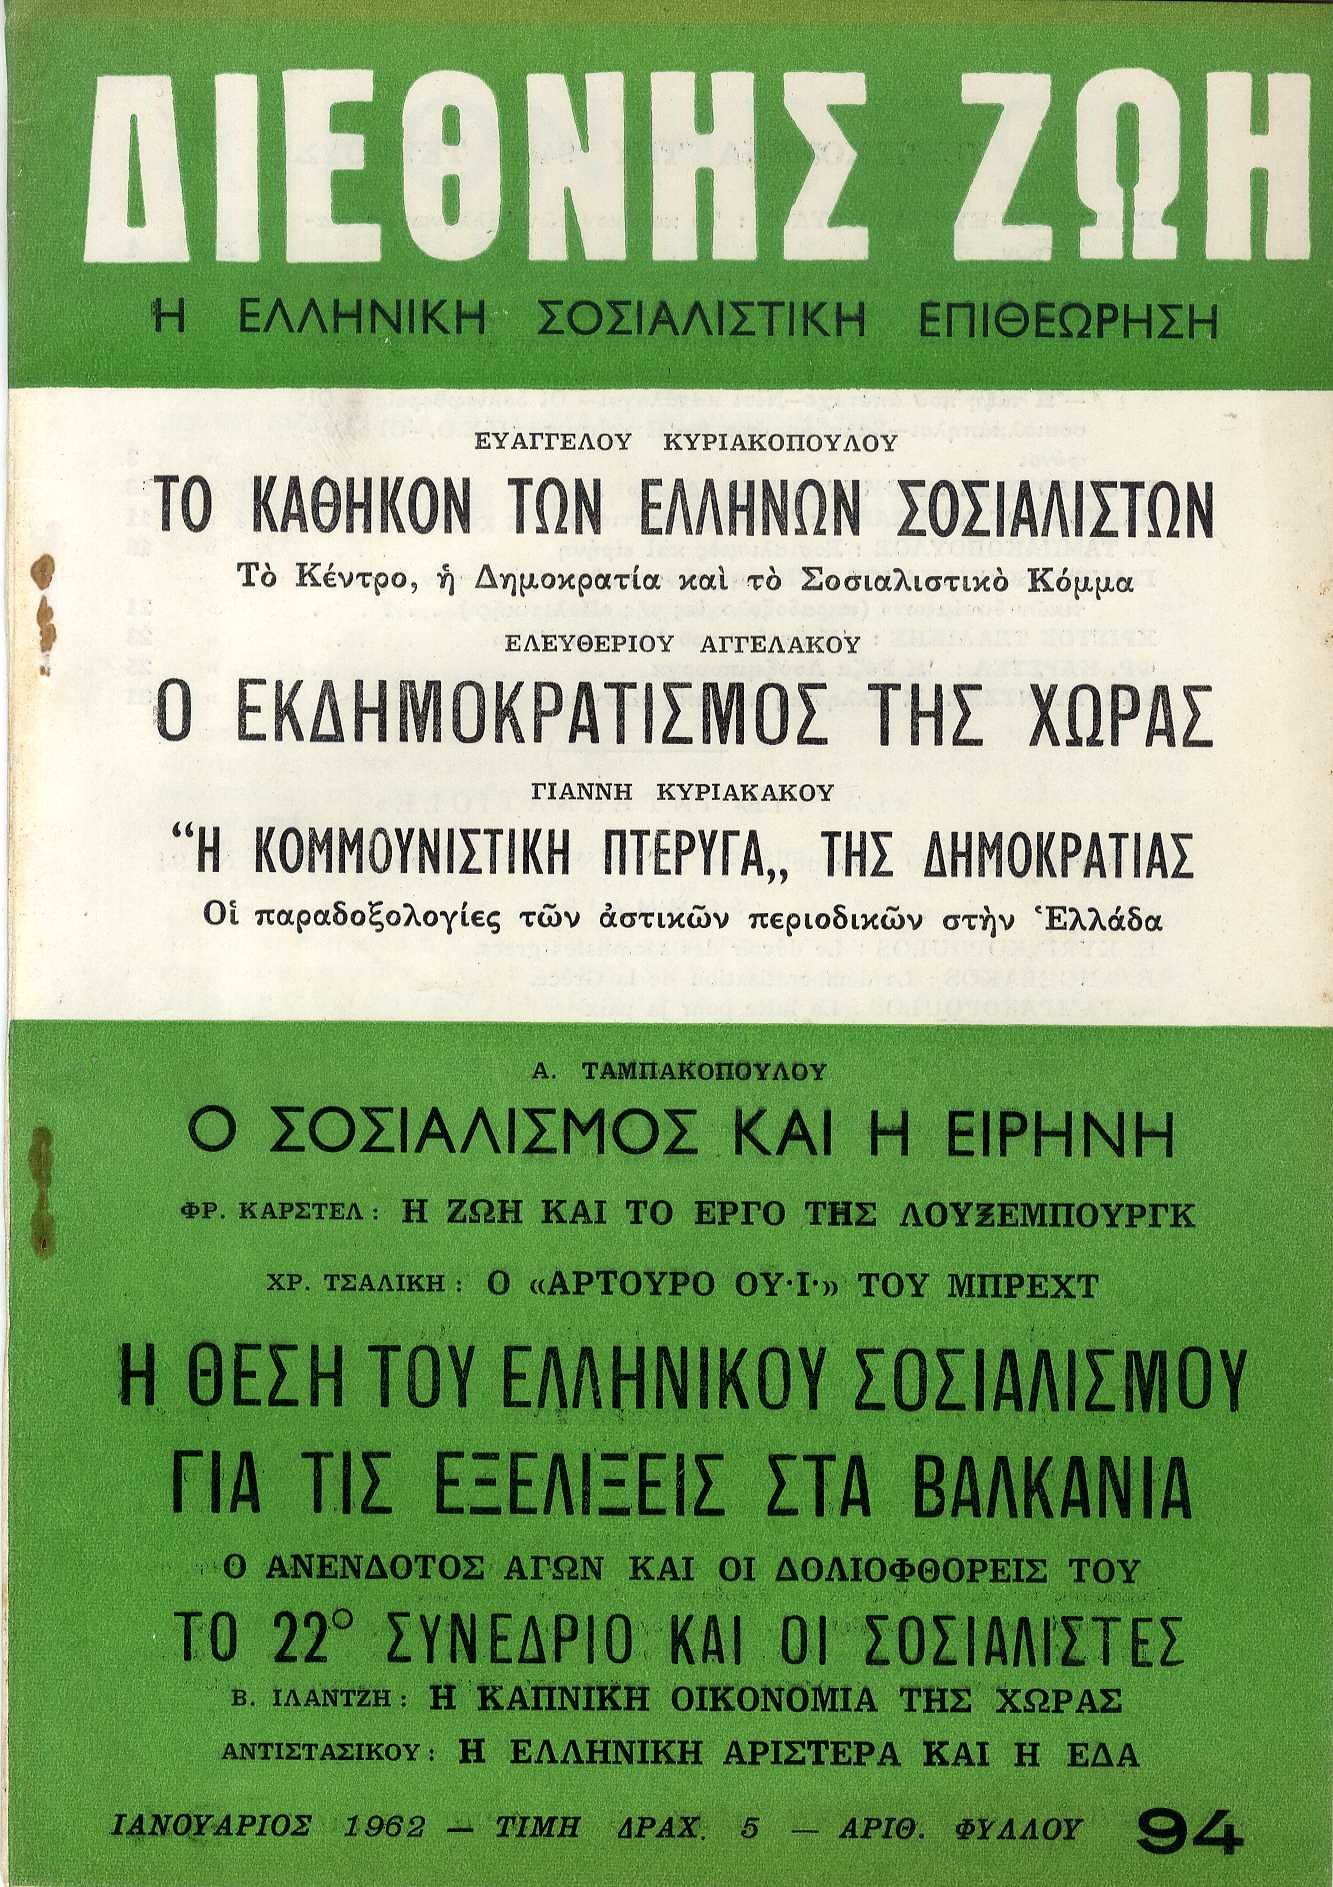 ΔΙΕΘΝΗΣ ΖΩΗ
Η ΕΛΛΗΝΙΚΗ ΣΟΣΙΑΛΙΣΤΙΚΗ ΕΠΙΘΕΩΡΗΣΗ
ΕΥΑΓΓΕΛΟΥ ΚΥΡΙΑΚΟΠΟΥΛΟΥ
ΤΟ ΚΑΘΗΚΟΝ ΤΩΝ ΕΛΛΗΝΩΝ ΣΟΣΙΑΛΙΣΤΩΝ
Τὸ Κέντρο, ἡ Δημοκρατία καὶ τὸ Σοσιαλιστικὸ Κόμμα
ΕΛΕΥΘΕΡΙΟΥ ΑΓΓΕΛΑΚΟΥ
Ο ΕΚΔΗΜΟΚΡΑΤΙΣΜΟΣ ΤΗΣ ΧΩΡΑΣ
ΓΙΑΝΝΗ ΚΥΡΙΑΚΑΚΟΥ
“Η ΚΟΜΜΟΥΝΙΣΤΙΚΗ ΠΤΕΡΥΓΑ„ ΤΗΣ ΔΗΜΟΚΡΑΤΙΑΣ
Οἱ παραδοξολογίες τῶν ἀστικῶν περιοδικῶν στὴν Ἑλλάδα
Α. ΤΑΜΠΑΚΟΠΟΥΛΟΥ
Ο ΣΟΣΙΑΛΙΣΜΟΣ ΚΑΙ Η ΕΙΡΗΝΗ
ΦΡ. ΚΑΡΣΤΕΛ : Η ΖΩΗ ΚΑΙ ΤΟ ΕΡΓΟ ΤΗΣ ΛΟΥΞΕΜΠΟΥΡΓΚ
ΧΡ. ΤΣΑΛΙΚΗ : Ο «ΑΡΤΟΥΡΟ ΟΥ·Ι·» ΤΟΥ ΜΠΡΕΧΤ
Η ΘΕΣΗ ΤΟΥ ΕΛΛΗΝΙΚΟΥ ΣΟΣΙΑΛΙΣΜΟΥ
ΓΙΑ ΤΙΣ ΕΞΕΛΙΞΕΙΣ ΣΤΑ ΒΑΛΚΑΝΙΑ
Ο ΑΝΕΝΔΟΤΟΣ ΑΓΩΝ ΚΑΙ ΟΙ ΔΟΛΙΟΦΘΟΡΕΙΣ ΤΟΥ
ΤΟ 22° ΣΥΝΕΔΡΙΟ ΚΑΙ ΟΙ ΣΟΣΙΑΛΙΣΤΕΣ
Β. ΙΛΑΝΤΖΗ : Η ΚΑΠΝΙΚΗ ΟΙΚΟΝΟΜΙΑ ΤΗΣ ΧΩΡΑΣ
ΑΝΤΙΣΤΑΣΙΚΟΥ : Η ΕΛΛΗΝΙΚΗ ΑΡΙΣΤΕΡΑ ΚΑΙ Η ΕΔΑ
ΙΑΝΟΥΑΡΙΟΣ 1962 — ΤΙΜΗ ΔΡΑΧ. 5 — ΑΡΙΘ. ΦΥΛΛΟΥ 94